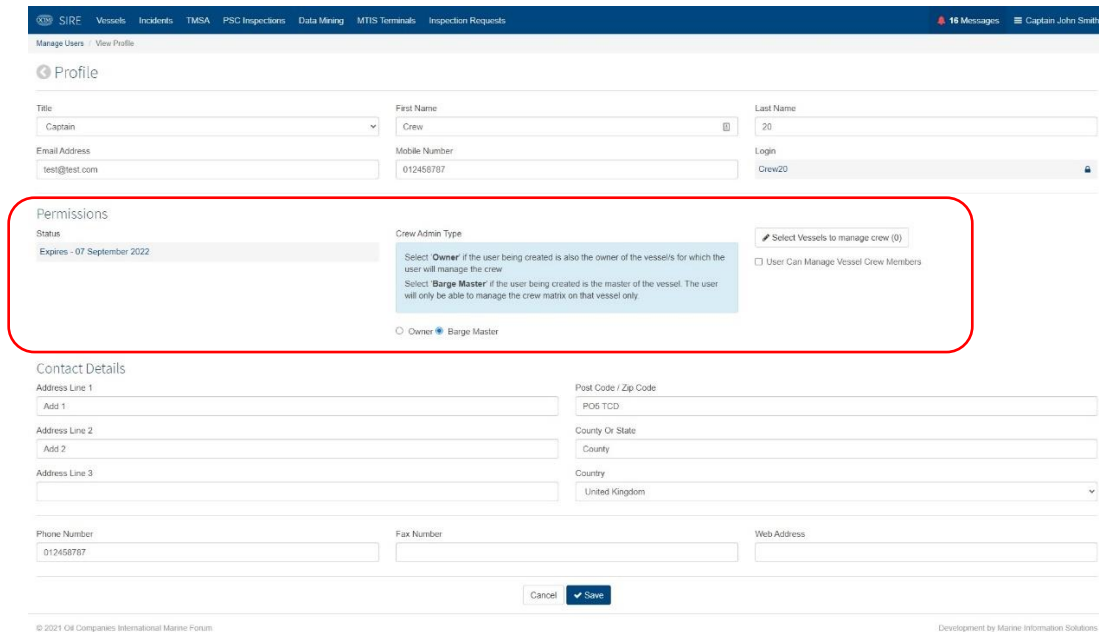 SIRE Vessels Incidents TMSA PSC Inspections Data Mining MTIS Terminals Inspection Requests 16 Messages Captain John Smith
Manage Users / View Profile
Profile
Title First Name Last Name
Captain Crew 20
Email Address Mobile Number Login
test@test.com 012458787 Crew20
Permissions
Status Crew Admin Type Select Vessels to manage crew (0)
Expires - 07 September 2022
Select 'Owner' if the user being created is also the owner of the vessel/s for which the
user will manage the crew
User Can Manage Vessel Crew Members
Select 'Barge Master' if the user being created is the master of the vessel. The user
will only be able to manage the crew matrix on that vessel only.
Owner Barge Master
Contact Details
Address Line 1 Post Code / Zip Code
Add 1 PO5 TCD
Address Line 2 County Or State
Add 2 County
Address Line 3 Country
United Kingdom
Phone Number Fax Number Web Address
012458787
Cancel Save
© 2021 Oil Companies International Marine Forum Development by Marine Information Solutions